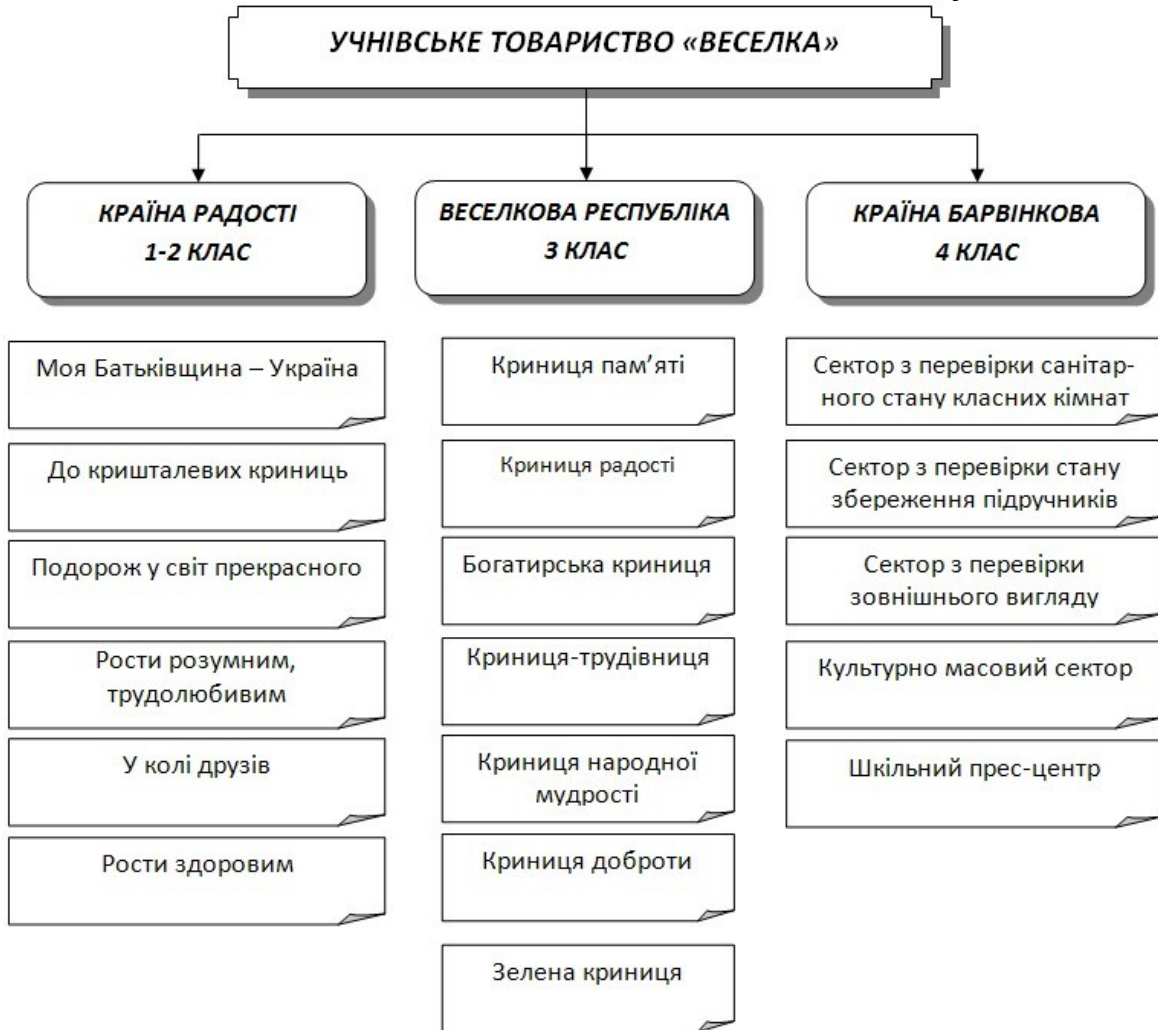 УЧНІВСЬКЕ ТОВАРИСТВО «ВЕСЕЛКА»
КРАЇНА РАДОСТІ
1-2 КЛАС
ВЕСЕЛКОВА РЕСПУБЛІКА
3 КЛАС
КРАЇНА БАРВІНКОВА
4 КЛАС
Моя Батьківщина – Україна
До кришталевих криниць
Подорож у світ прекрасного
Рости розумним,
трудолюбивим
У колі друзів
Рости здоровим
Криниця пам’яті
Криниця радості
Богатирська криниця
Криниця-трудівниця
Криниця народної
мудрості
Криниця доброти
Зелена криниця
Сектор з перевірки санітар-
ного стану класних кімнат
Сектор з перевірки стану
збереження підручників
Сектор з перевірки
зовнішнього вигляду
Культурно масовий сектор
Шкільний прес-центр